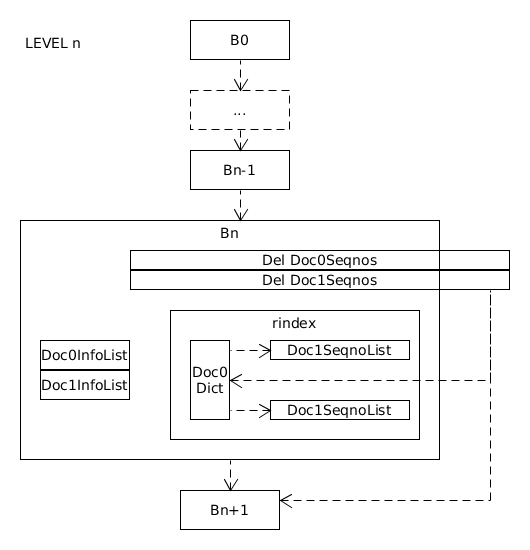 B0
LEVEL n
...
Bn-1
Bn
Del Doc0Seqnos
Del Doc1Seqnos
rindex
Doc0InfoList
Doc1InfoList
Doc0
Dict
Doc1SeqnoList
Doc1SeqnoList
Bn+1